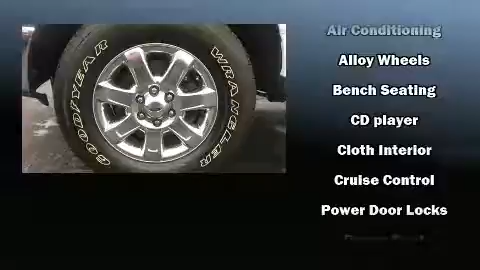 GOODYEAR
WRANGLER
Air Conditioning
Alloy Wheels
Bench Seating
CD player
Cloth Interior
Cruise Control
Power Door Locks